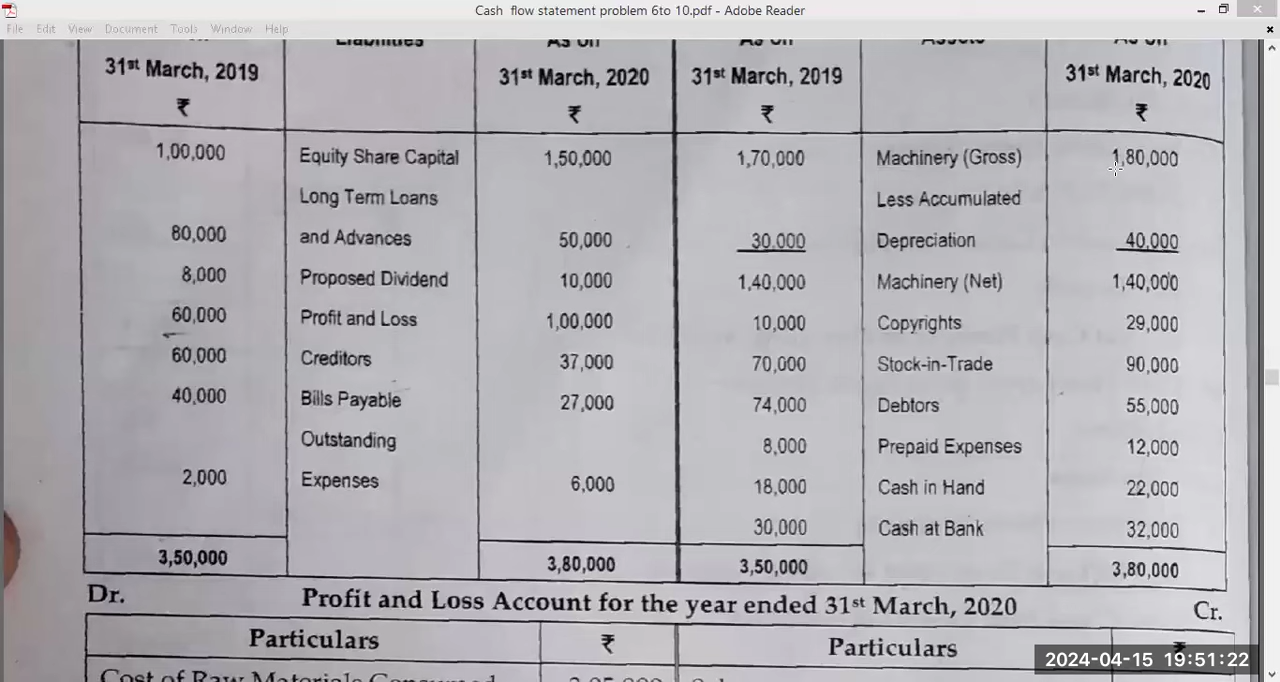 Cash flow statement problem 6to 10.pdf - Adobe Reader
File Edit View Document Tools Window Help
Liabilities As on As on Assets As on
31st March, 2019 31st March, 2020 31st March, 2019 31st March, 2020
₹ ₹ ₹ ₹
1,00,000 Equity Share Capital 1,50,000 1,70,000 Machinery (Gross) 1,80,000
Long Term Loans Less Accumulated
80,000 and Advances 50,000 30,000 Depreciation 40,000
8,000 Proposed Dividend 10,000 1,40,000 Machinery (Net) 1,40,000
60,000 Profit and Loss 1,00,000 10,000 Copyrights 29,000
60,000 Creditors 37,000 70,000 Stock-in-Trade 90,000
40,000 Bills Payable 27,000 74,000 Debtors 55,000
Outstanding 8,000 Prepaid Expenses 12,000
2,000 Expenses 6,000 18,000 Cash in Hand 22,000
30,000 Cash at Bank 32,000
3,50,000 3,80,000 3,50,000 3,80,000
Dr. Profit and Loss Account for the year ended 31st March, 2020 Cr.
Particulars ₹ Particulars ₹
Cost of Raw Materials Consumed
2024-04-15 19:51:22